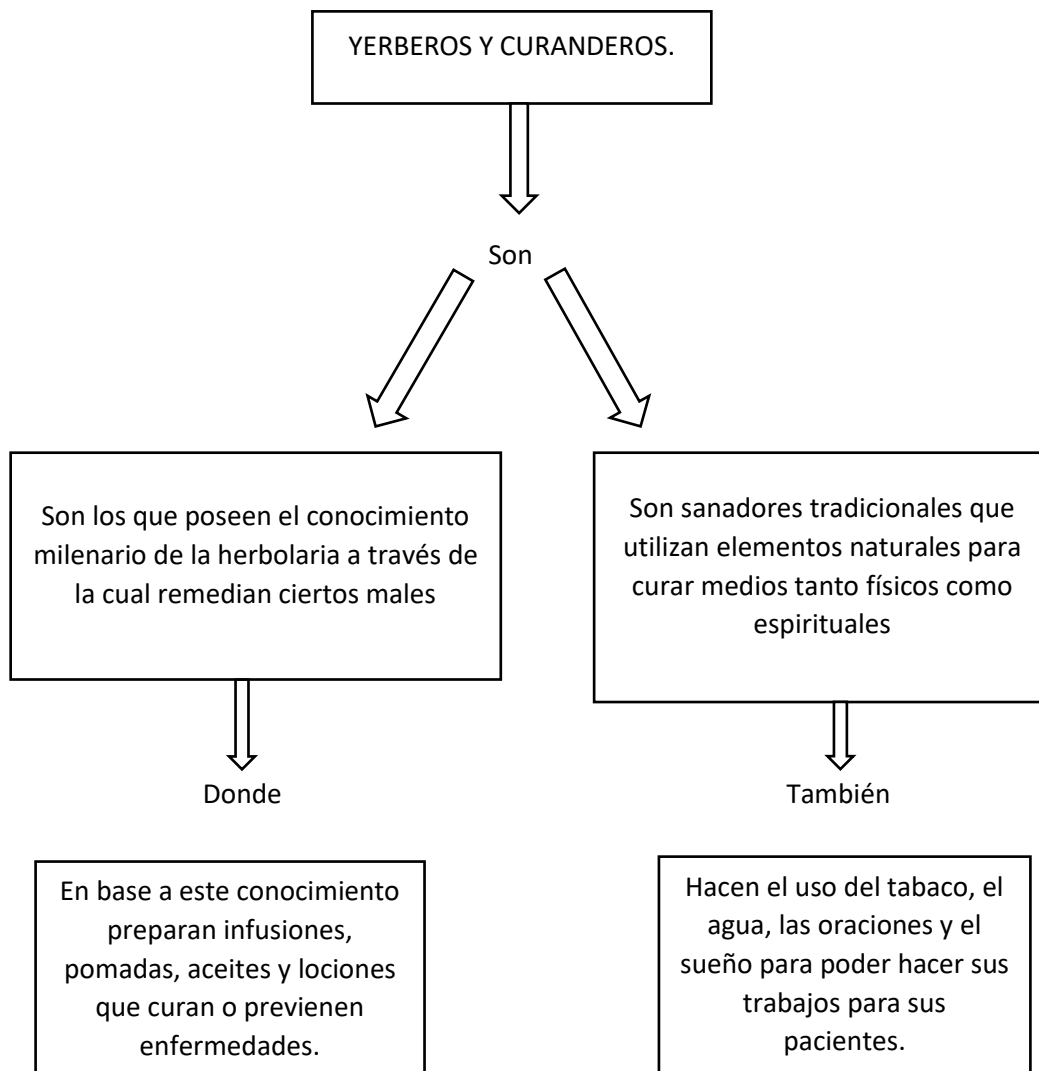 YERBEROS Y CURANDEROS.
Son
Son los que poseen el conocimiento
milenario de la herbolaria a través de
la cual remedian ciertos males
Son sanadores tradicionales que
utilizan elementos naturales para
curar medios tanto físicos como
espirituales
Donde
También
En base a este conocimiento
preparan infusiones,
pomadas, aceites y lociones
que curan o previenen
enfermedades.
Hacen el uso del tabaco, el
agua, las oraciones y el
sueño para poder hacer sus
trabajos para sus
pacientes.